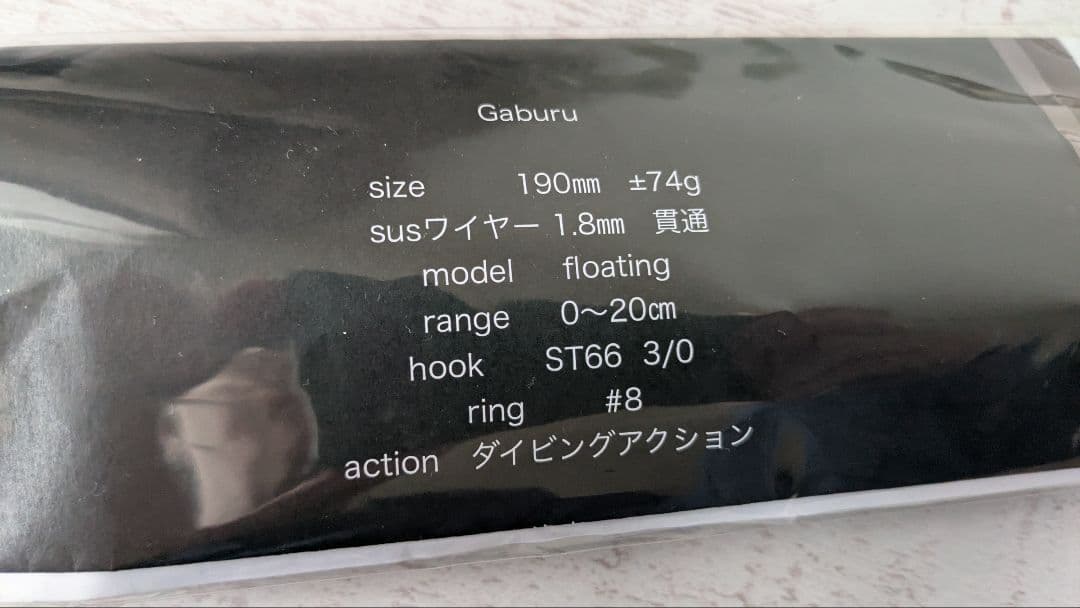 Gaburu
size 190㎜ ±74g
susワイヤー 1.8㎜ 貫通
model floating
range 0〜20㎝
hook ST66 3/0
ring #8
action ダイビングアクション